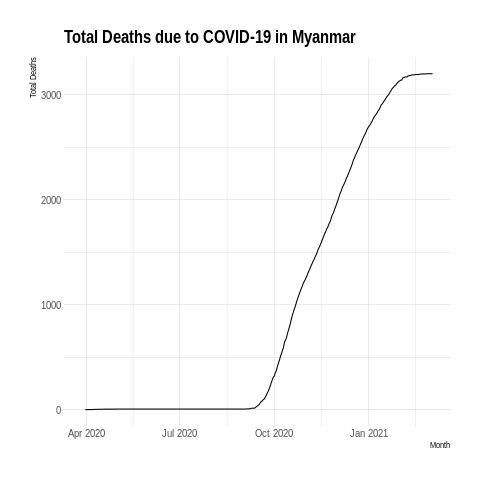 Total Deaths due to COVID-19 in Myanmar
Total Deaths
3000
2000
1000
0
Apr 2020 Jul 2020 Oct 2020 Jan 2021
Month